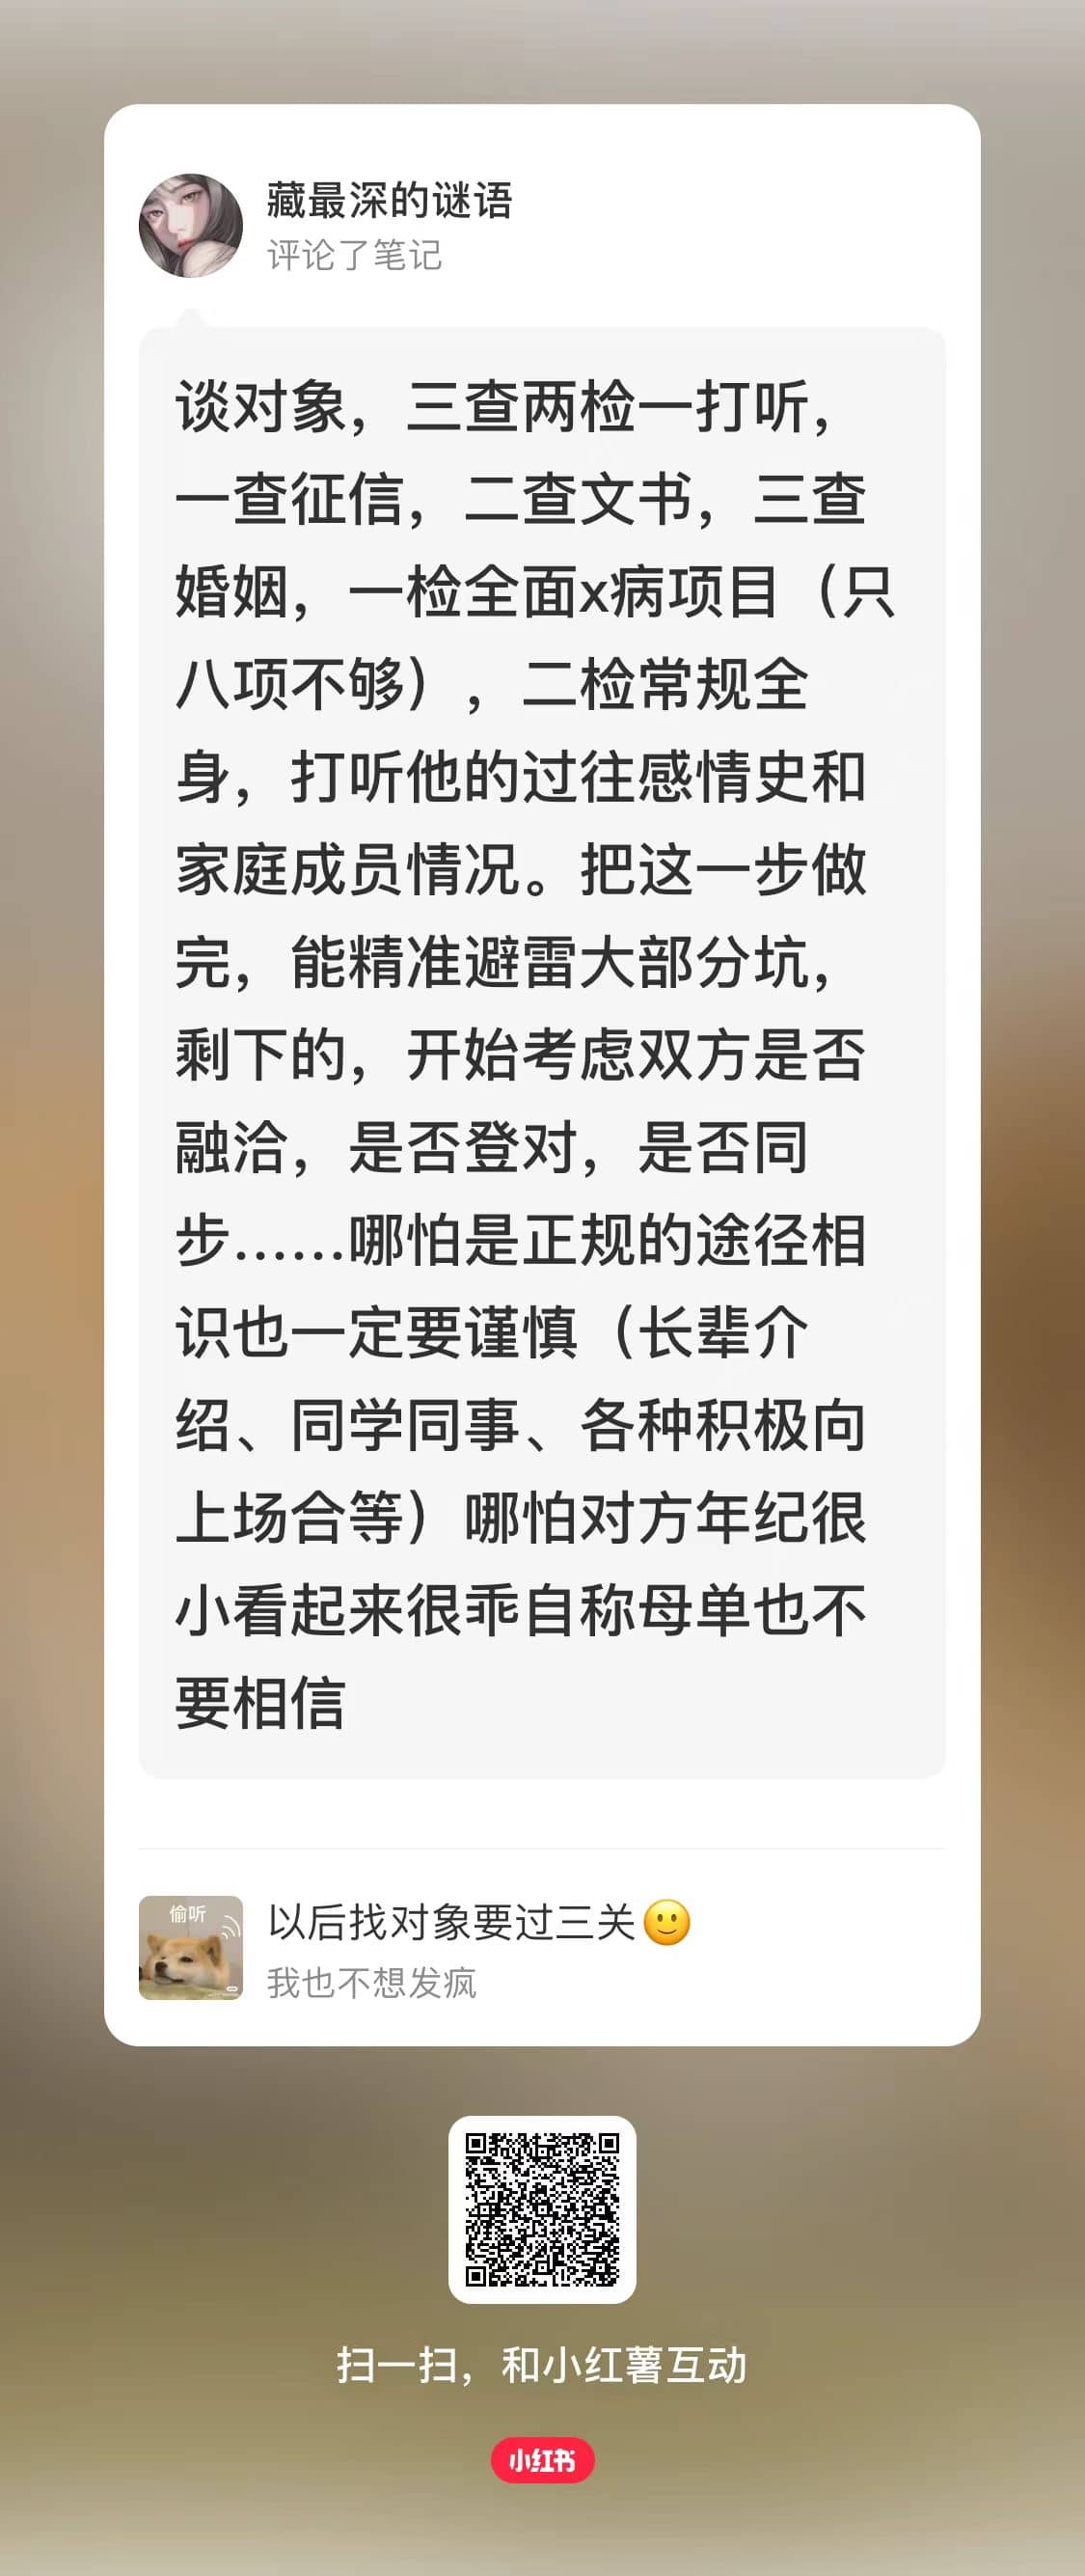 藏最深的谜语
评论了笔记
谈对象，三查两检一打听，
一查征信，二查文书，三查
婚姻，一检全面x病项目（只
八项不够），二检常规全
身，打听他的过往感情史和
家庭成员情况。把这一步做
完，能精准避雷大部分坑，
剩下的，开始考虑双方是否
融洽，是否登对，是否同
步……哪怕是正规的途径相
识也一定要谨慎（长辈介
绍、同学同事、各种积极向
上场合等）哪怕对方年纪很
小看起来很乖自称母单也不
要相信
偷听
以后找对象要过三关🙂
我也不想发疯
扫一扫，和小红薯互动
小红书